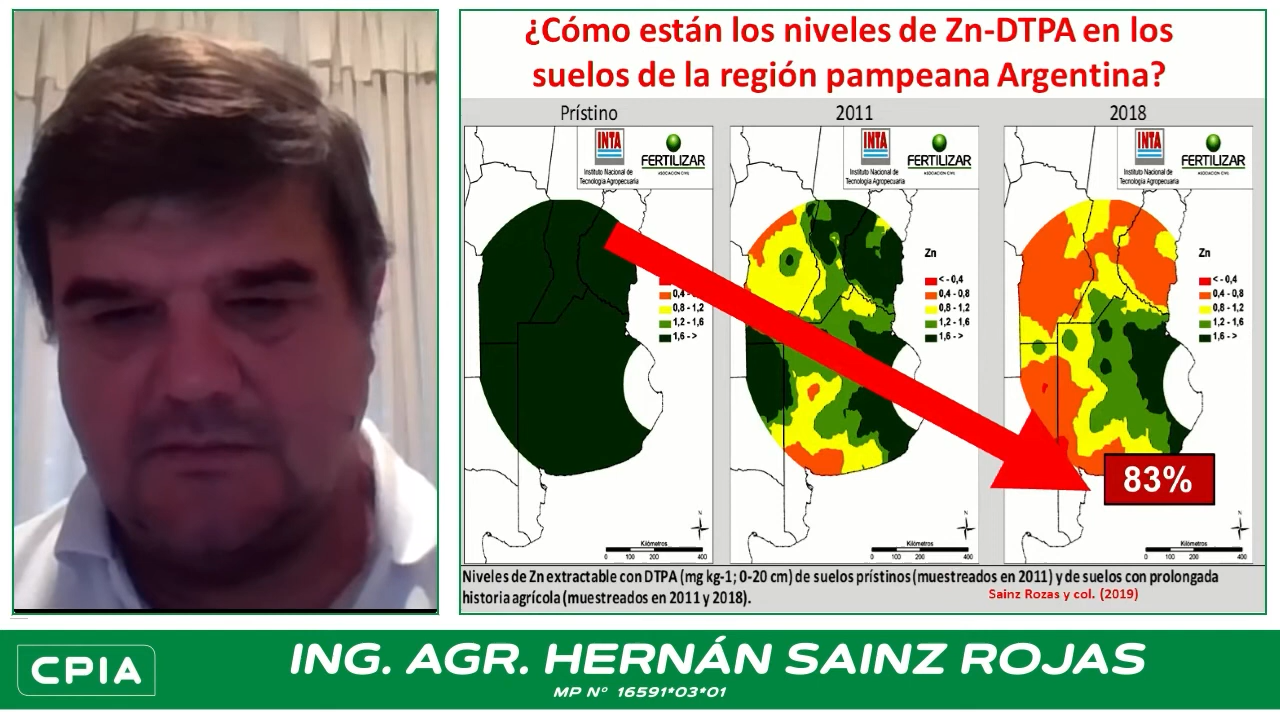 ¿Cómo están los niveles de Zn-DTPA en los
suelos de la región pampeana Argentina?
Prístino
2011
2018
INTA
Instituto Nacional de
Tecnología Agropecuaria
FERTILIZAR
ASOCIACION CIVIL
INTA
Instituto Nacional de
Tecnología Agropecuaria
FERTILIZAR
ASOCIACION CIVIL
INTA
Instituto Nacional de
Tecnología Agropecuaria
FERTILIZAR
ASOCIACION CIVIL
0,4 -
0,8 - 1,2
1,2 - 1,6
1,6 - >
Zn
< - 0,4
0,4 - 0,8
0,8 - 1,2
1,2 - 1,6
1,6 - >
Zn
< - 0,4
0,4 - 0,8
0,8 - 1,2
1,2 - 1,6
1,6 - >
83%
N
Kilómetros
0 100 200 400
N
Kilómetros
0 100 200 400
N
Kilómetros
0 100 200 400
Niveles de Zn extractable con DTPA (mg kg-1; 0-20 cm) de suelos prístinos (muestreados en 2011) y de suelos con prolongada
historia agrícola (muestreados en 2011 y 2018).
Sainz Rozas y col. (2019)
CPIA
ING. AGR. HERNÁN SAINZ ROJAS
MP Nº 16591*03*01